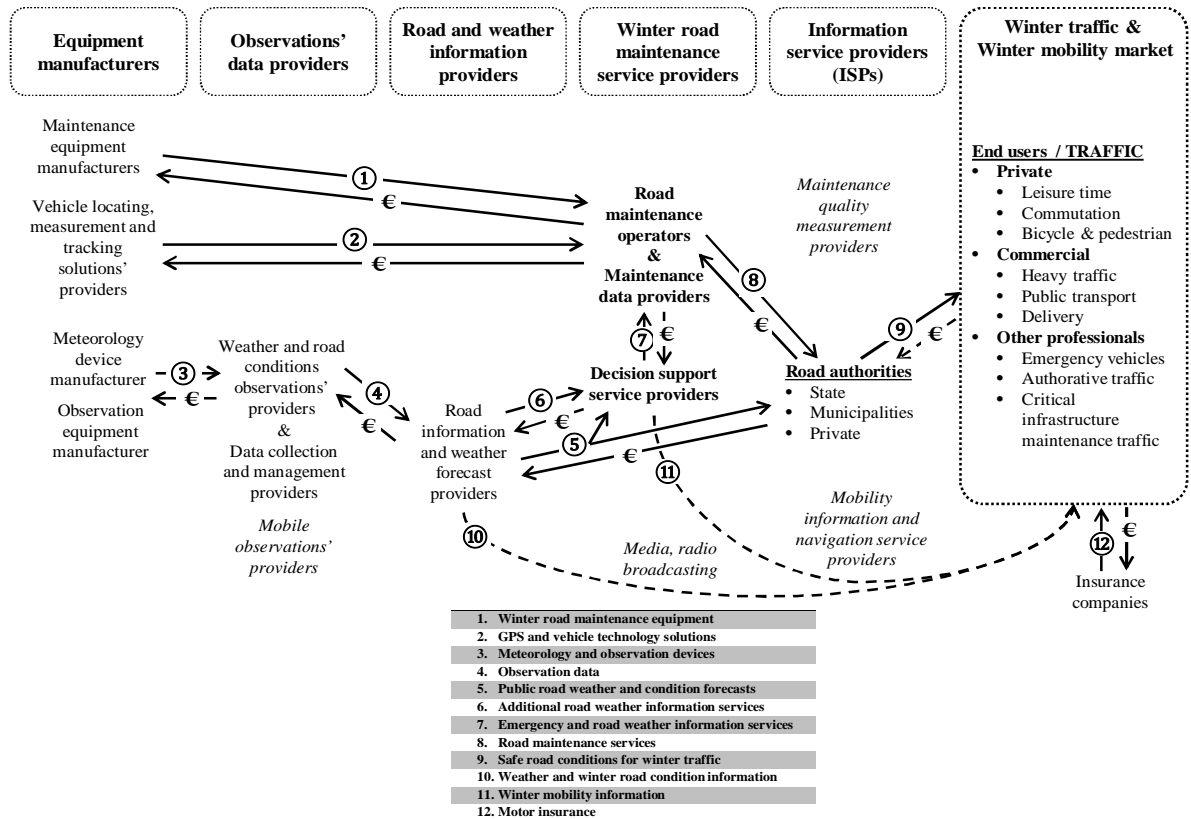 Equipment
manufacturers
Observations’
data providers
Road and weather
information
providers
Winter road
maintenance
service providers
Information
service providers
(ISPs)
Winter traffic &
Winter mobility market
Maintenance
equipment
manufacturers
Vehicle locating,
measurement and
tracking
solutions’
providers
1
€
2
€
Road
maintenance
operators
&
Maintenance
data providers
Maintenance
quality
measurement
providers
8
€
End users / TRAFFIC
• Private
• Leisure time
• Commutation
• Bicycle & pedestrian
• Commercial
• Heavy traffic
• Public transport
• Delivery
• Other professionals
• Emergency vehicles
• Authorative traffic
• Critical
infrastructure
maintenance traffic
9
€
Meteorology
device manufacturer
Observation
equipment
manufacturer
3
€
Weather and road
conditions
observations’
providers
&
Data collection
and management
providers
4
€
Road
information
and weather
forecast
providers
7
€
Decision support
service providers
6
€
5
€
Road authorities
• State
• Municipalities
• Private
11
Mobile
observations’
providers
10
Media, radio
broadcasting
Mobility
information and
navigation service
providers
12
€
Insurance
companies
1. Winter road maintenance equipment
2. GPS and vehicle technology solutions
3. Meteorology and observation devices
4. Observation data
5. Public road weather and condition forecasts
6. Additional road weather information services
7. Emergency and road weather information services
8. Road maintenance services
9. Safe road conditions for winter traffic
10. Weather and winter road condition information
11. Winter mobility information
12. Motor insurance